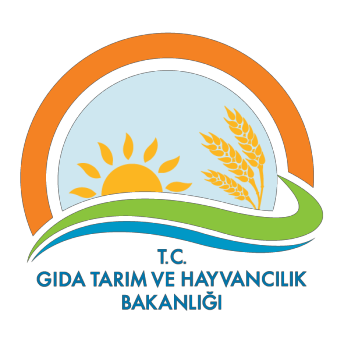 T.C.
GIDA TARIM VE HAYVANCILIK
BAKANLIĞI